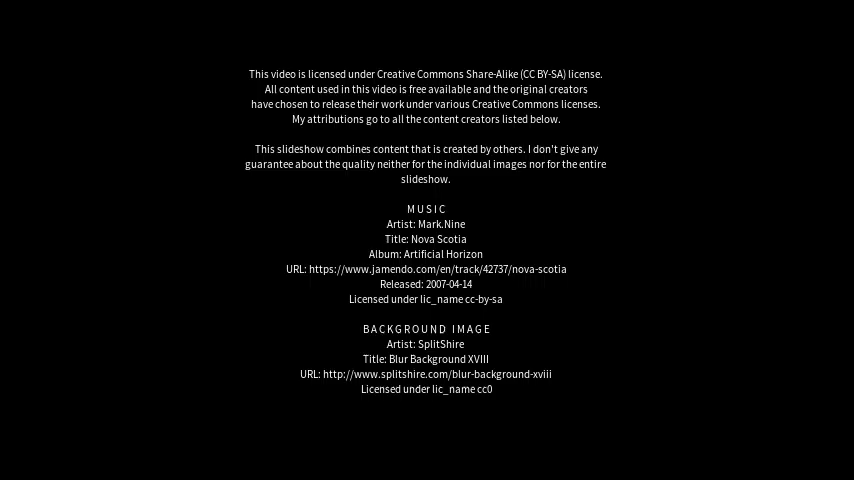 This video is licensed under Creative Commons Share-Alike (CC BY-SA) license.
All content used in this video is free available and the original creators
have chosen to release their work under various Creative Commons licenses.
My attributions go to all the content creators listed below.
This slideshow combines content that is created by others. I don't give any
guarantee about the quality neither for the individual images nor for the entire
slideshow.
MUSIC
Artist: Mark.Nine
Title: Nova Scotia
Album: Artificial Horizon
URL: https://www.jamendo.com/en/track/42737/nova-scotia
Released: 2007-04-14
Licensed under lic_name cc-by-sa
BACKGROUND IMAGE
Artist: SplitShire
Title: Blur Background XVIII
URL: http://www.splitshire.com/blur-background-xviii
Licensed under lic_name cc0